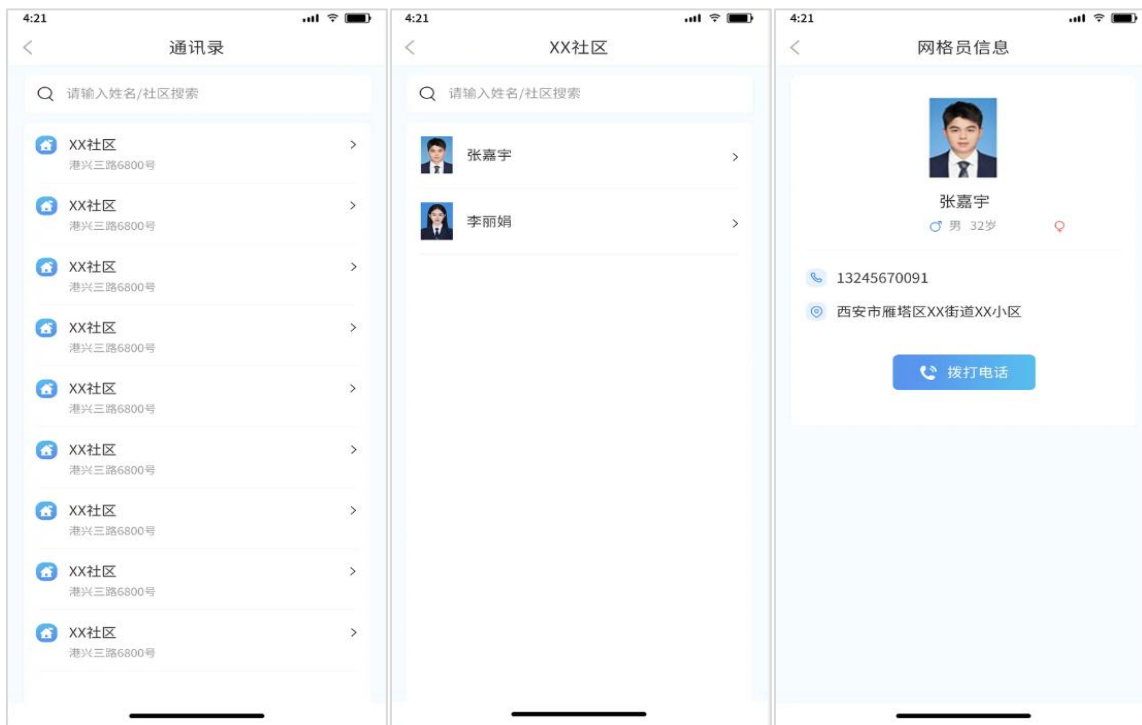 4:21
通讯录
请输入姓名/社区搜索
XX社区
港兴三路6800号
XX社区
港兴三路6800号
XX社区
港兴三路6800号
XX社区
港兴三路6800号
XX社区
港兴三路6800号
XX社区
港兴三路6800号
XX社区
港兴三路6800号
XX社区
港兴三路6800号
XX社区
港兴三路6800号
4:21
XX社区
请输入姓名/社区搜索
张嘉宇
李丽娟
4:21
网格员信息
张嘉宇
男 32岁
13245670091
西安市雁塔区XX街道XX小区
拨打电话